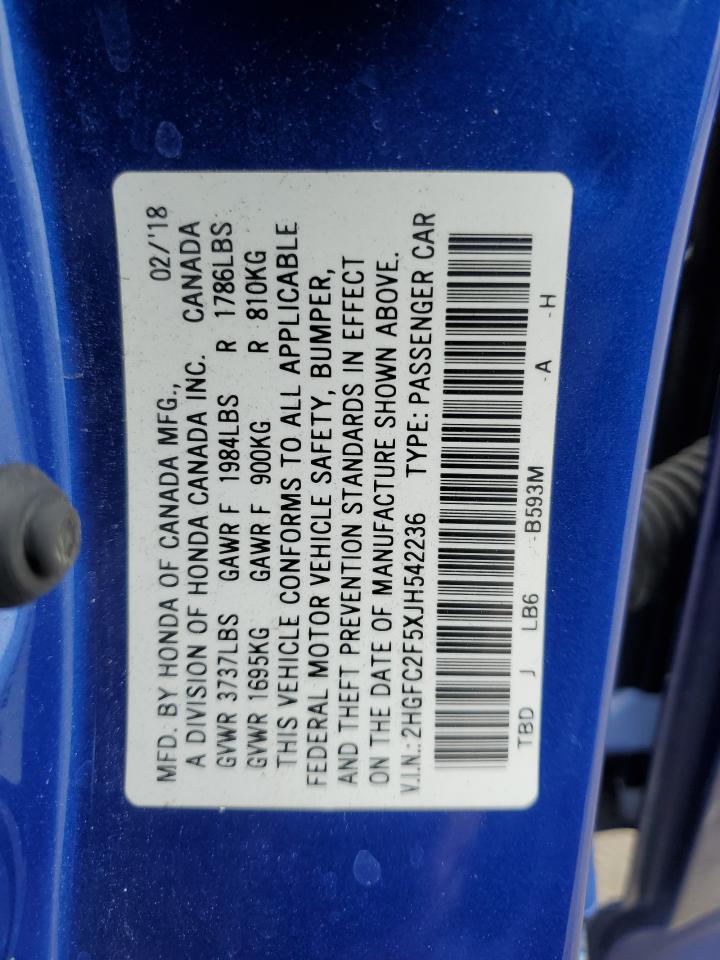 MFD. BY HONDA OF CANADA MFG., 02/'18
A DIVISION OF HONDA CANADA INC. CANADA
GVWR 3737LBS GAWR F 1984LBS R 1786LBS
GVWR 1695KG GAWR F 900KG R 810KG
THIS VEHICLE CONFORMS TO ALL APPLICABLE
FEDERAL MOTOR VEHICLE SAFETY, BUMPER,
AND THEFT PREVENTION STANDARDS IN EFFECT
ON THE DATE OF MANUFACTURE SHOWN ABOVE.
V.I.N.:2HGFC2F5XJH542236 TYPE: PASSENGER CAR
TBD J LB6 -B593M -A -H